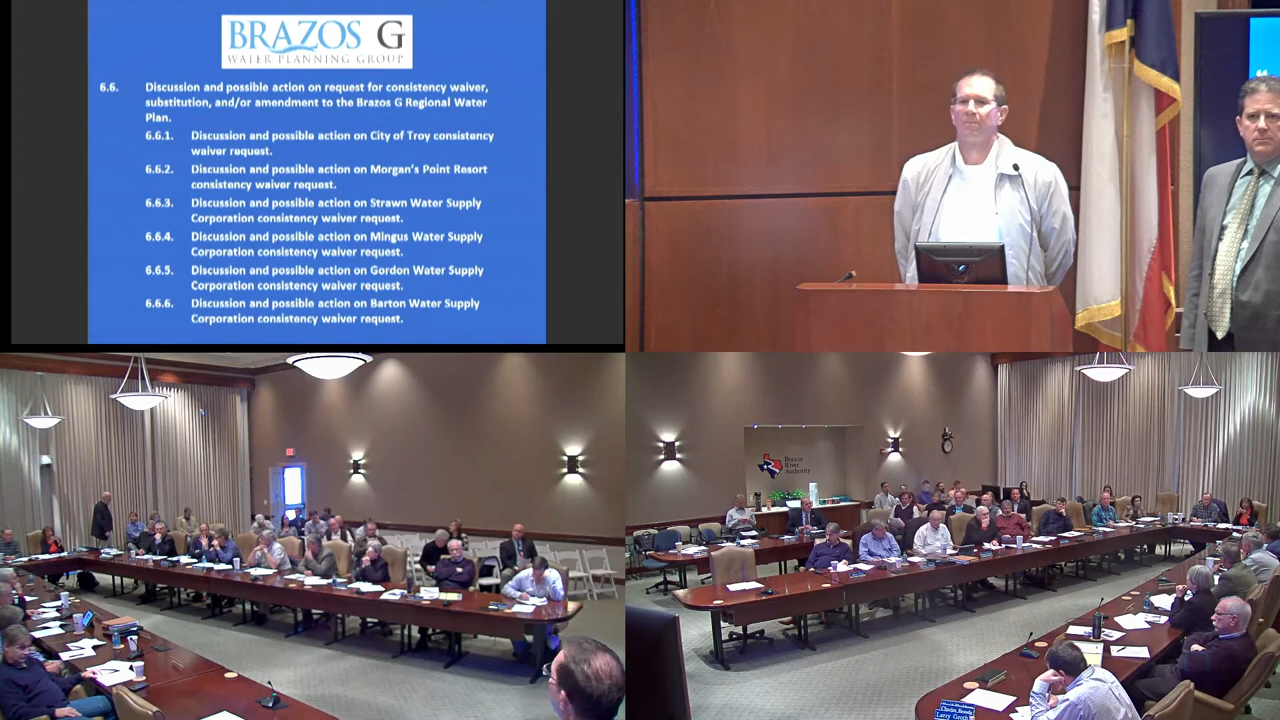 BRAZOS G
WATER PLANNING GROUP
6.6. Discussion and possible action on request for consistency waiver,
substitution, and/or amendment to the Brazos G Regional Water
Plan.
6.6.1. Discussion and possible action on City of Troy consistency
waiver request.
6.6.2. Discussion and possible action on Morgan's Point Resort
consistency waiver request.
6.6.3. Discussion and possible action on Strawn Water Supply
Corporation consistency waiver request.
6.6.4. Discussion and possible action on Mingus Water Supply
Corporation consistency waiver request.
6.6.5. Discussion and possible action on Gordon Water Supply
Corporation consistency waiver request.
6.6.6. Discussion and possible action on Barton Water Supply
Corporation consistency waiver request.
Brazos
River
Authority
Larry Groth